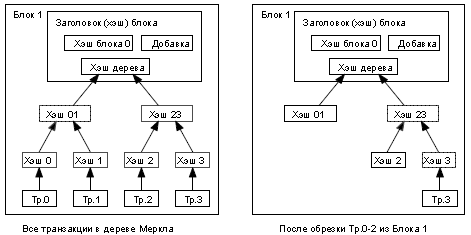 Блок 1
Заголовок (хэш) блока
Хэш блока 0
Добавка
Хэш дерева
Хэш 01
Хэш 23
Хэш 0
Хэш 1
Хэш 2
Хэш 3
Тр.0
Тр.1
Тр.2
Тр.3
Все транзакции в дереве Меркла
Блок 1
Заголовок (хэш) блока
Хэш блока 0
Добавка
Хэш дерева
Хэш 01
Хэш 23
Хэш 2
Хэш 3
Тр.3
После обрезки Тр.0-2 из Блока 1